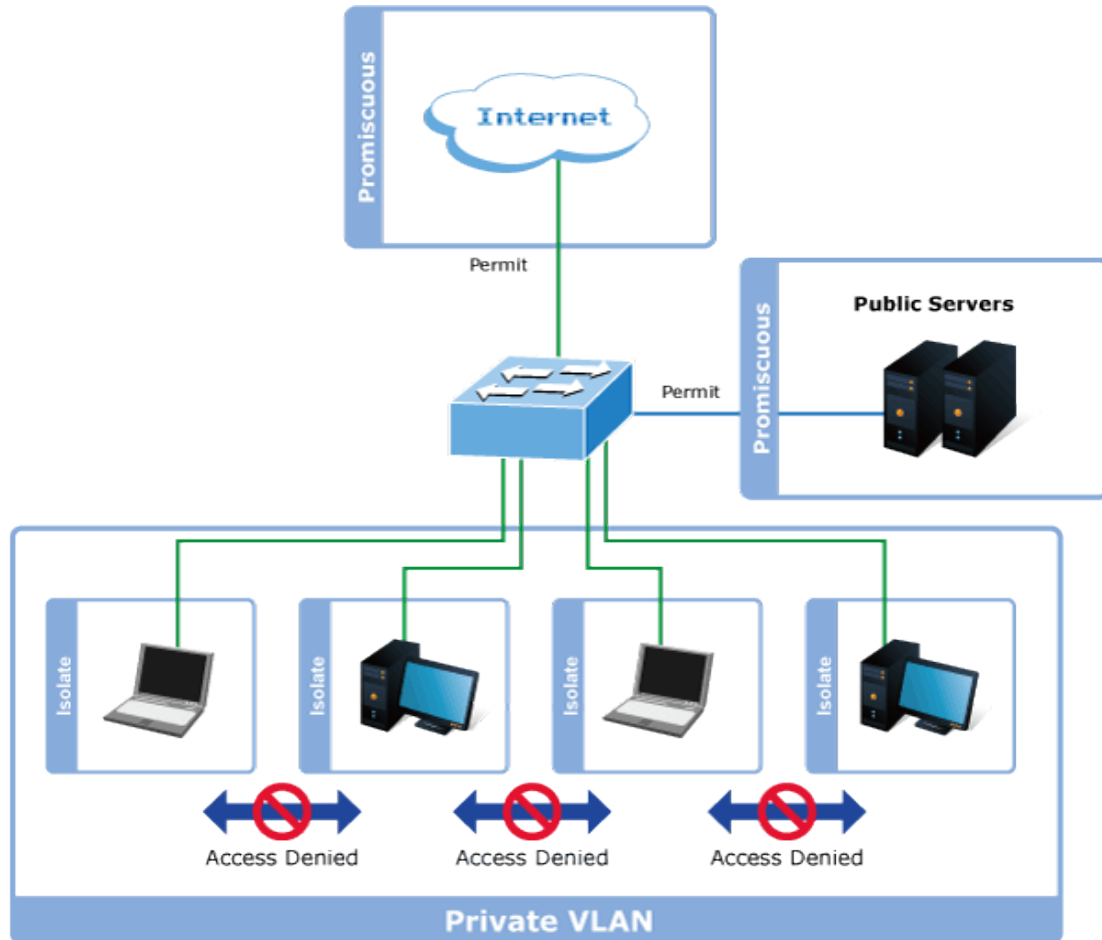 Promiscuous
Internet
Permit
Promiscuous
Public Servers
Permit
Isolate
Isolate
Isolate
Isolate
Access Denied
Access Denied
Access Denied
Private VLAN